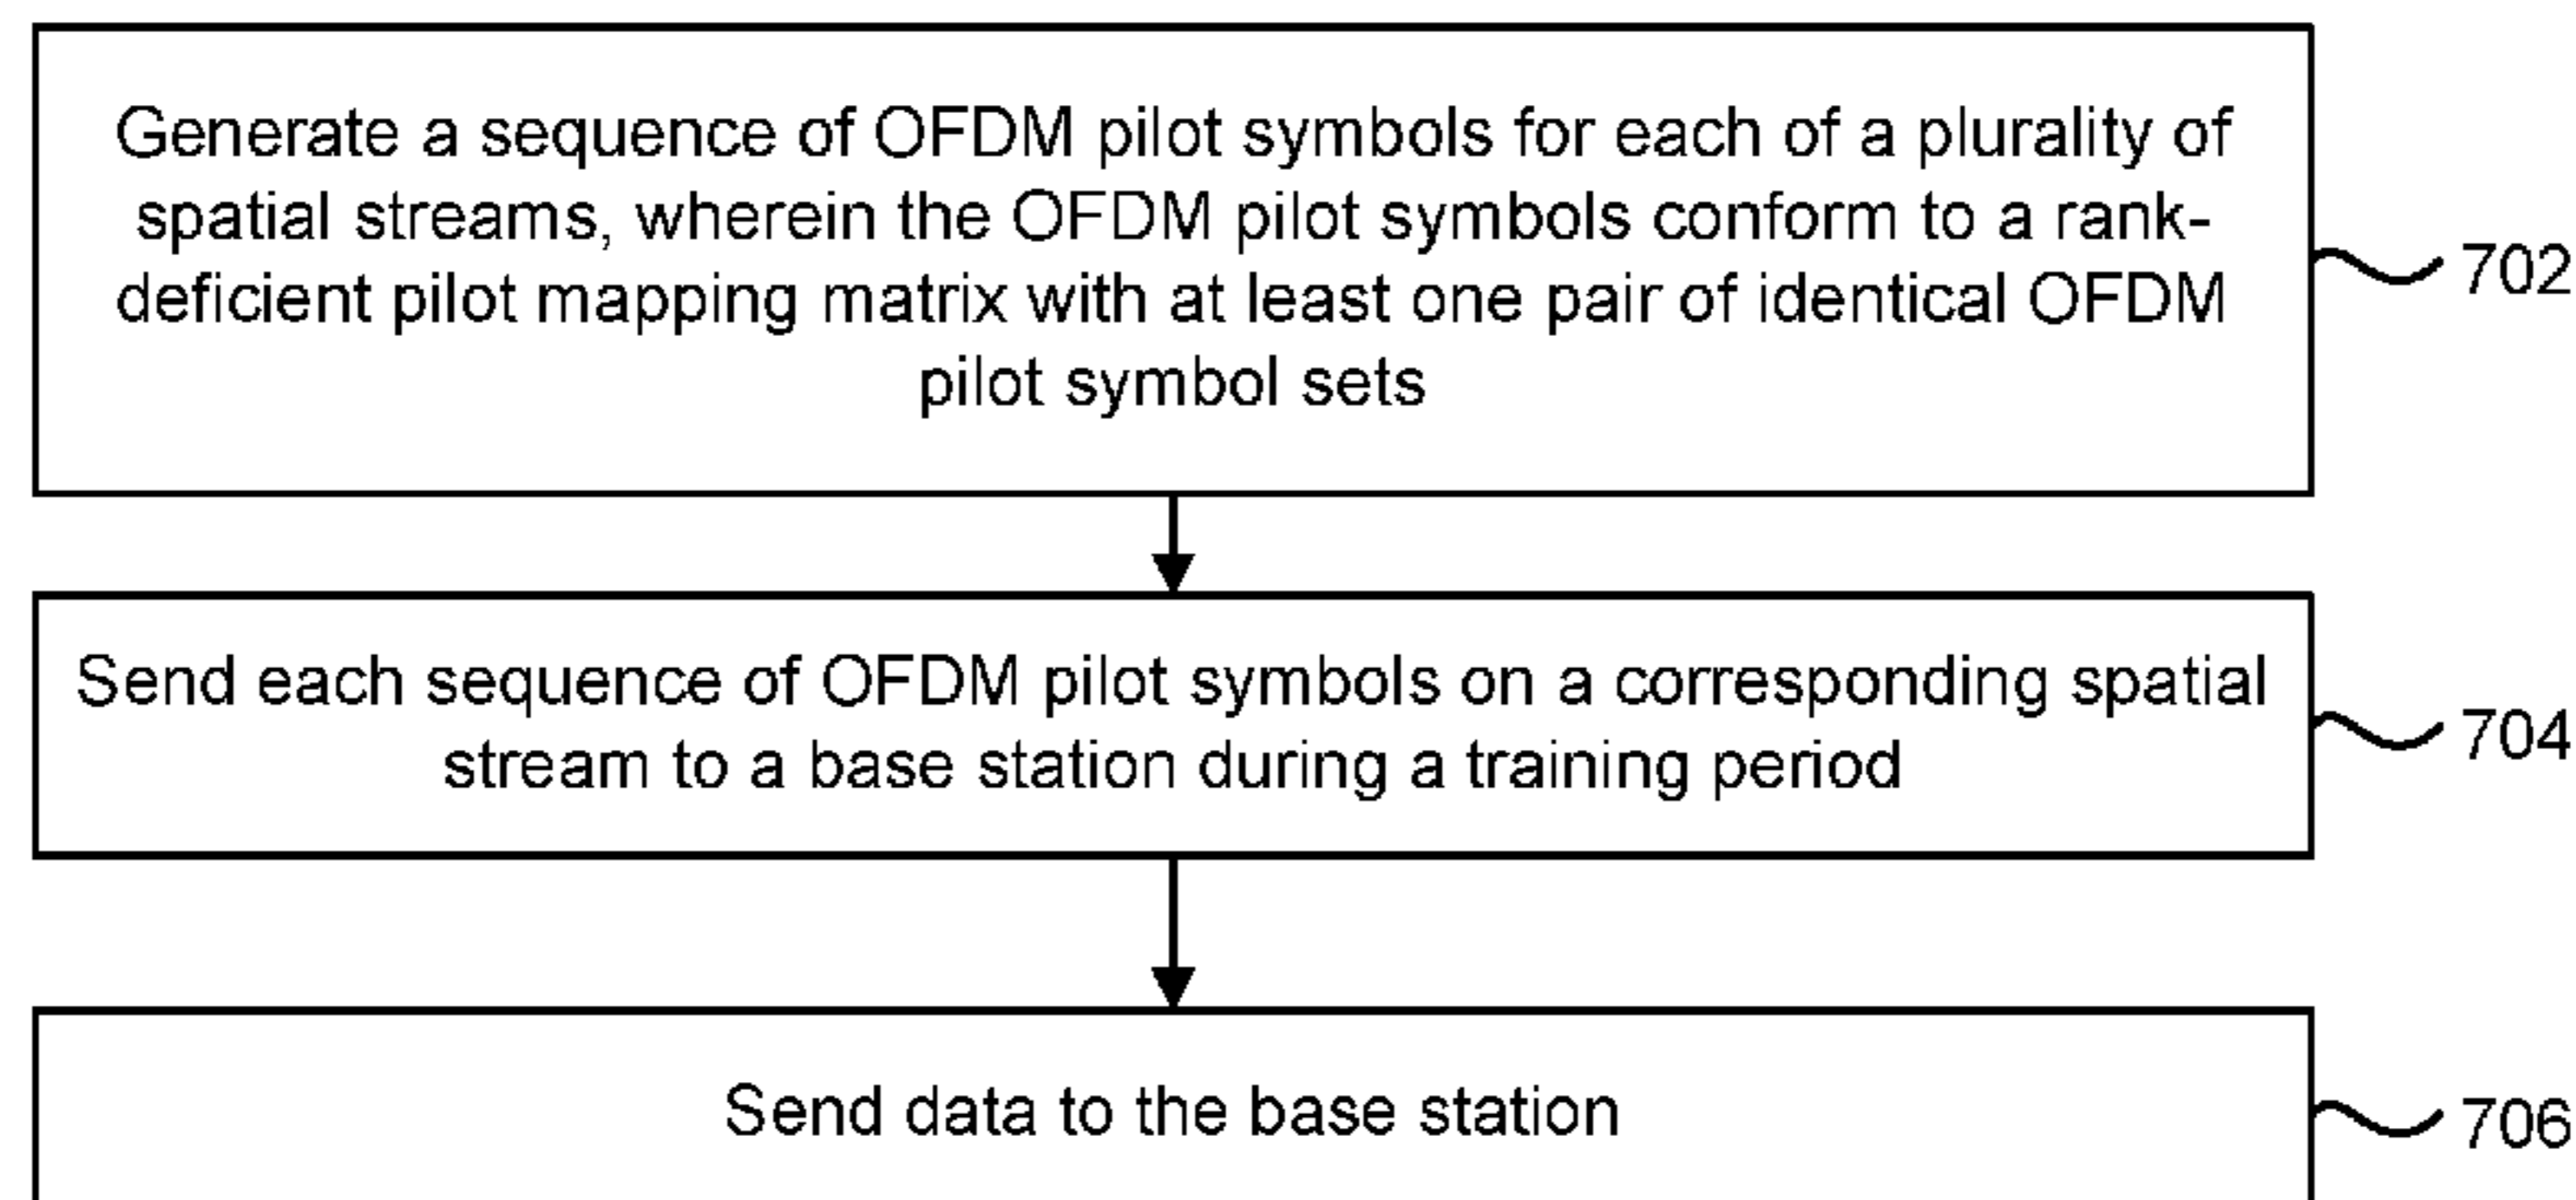 Generate a sequence of OFDM pilot symbols for each of a plurality of
spatial streams, wherein the OFDM pilot symbols conform to a rank-
deficient pilot mapping matrix with at least one pair of identical OFDM
pilot symbol sets
702
Send each sequence of OFDM pilot symbols on a corresponding spatial
stream to a base station during a training period
704
Send data to the base station
706